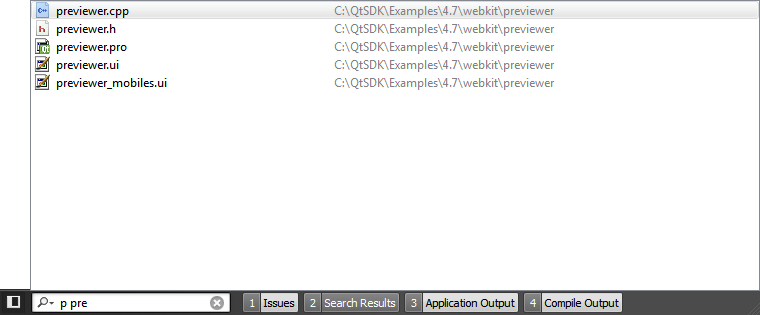 previewer.cpp C:\QtSDK\Examples\4.7\webkit\previewer
previewer.h C:\QtSDK\Examples\4.7\webkit\previewer
previewer.pro C:\QtSDK\Examples\4.7\webkit\previewer
previewer.ui C:\QtSDK\Examples\4.7\webkit\previewer
previewer_mobiles.ui C:\QtSDK\Examples\4.7\webkit\previewer
p pre 1 Issues 2 Search Results 3 Application Output 4 Compile Output